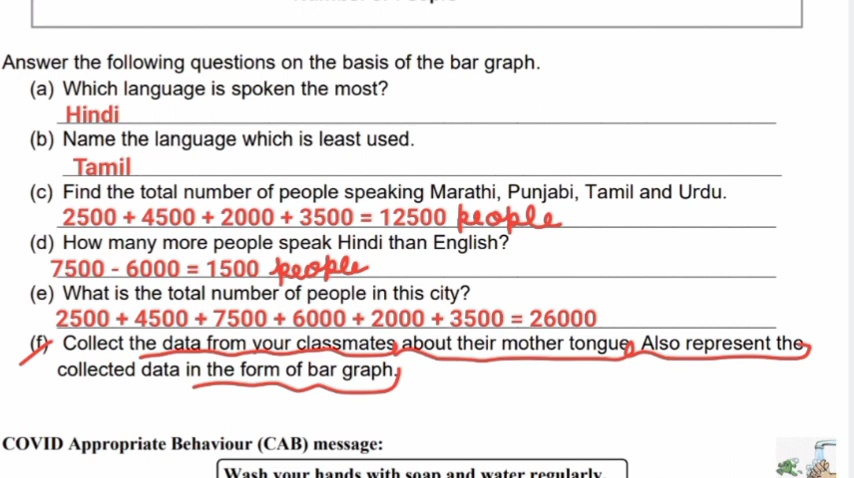 Answer the following questions on the basis of the bar graph.
(a) Which language is spoken the most?
Hindi
(b) Name the language which is least used.
Tamil
(c) Find the total number of people speaking Marathi, Punjabi, Tamil and Urdu.
2500 + 4500 + 2000 + 3500 = 12500 people
(d) How many more people speak Hindi than English?
7500 - 6000 = 1500 people
(e) What is the total number of people in this city?
2500 + 4500 + 7500 + 6000 + 2000 + 3500 = 26000
(f) Collect the data from your classmates about their mother tongue. Also represent the
collected data in the form of bar graph.
COVID Appropriate Behaviour (CAB) message:
Wash your hands with soap and water regularly.